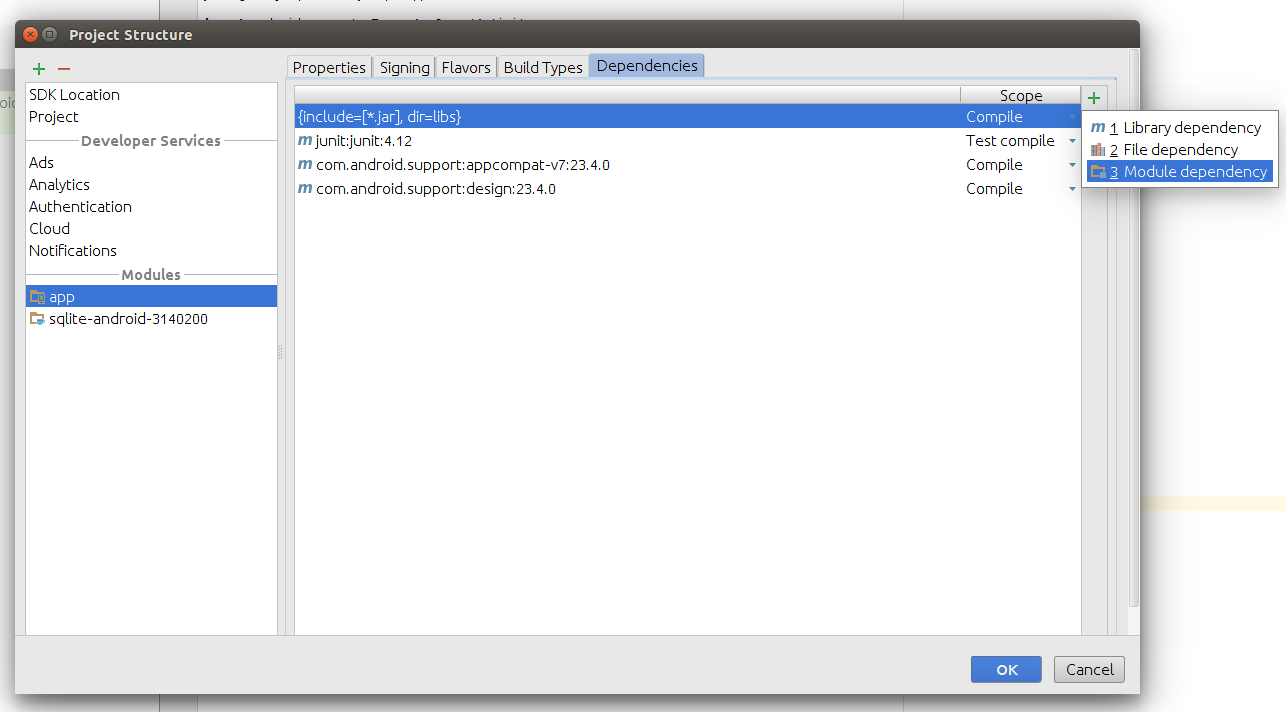 Project Structure
SDK Location
Project
Developer Services
Ads
Analytics
Authentication
Cloud
Notifications
Modules
app
sqlite-android-3140200
Properties
Signing
Flavors
Build Types
Dependencies
Scope
{include=[*.jar], dir=libs} Compile
m junit:junit:4.12 Test compile
m com.android.support:appcompat-v7:23.4.0 Compile
m com.android.support:design:23.4.0 Compile
m 1 Library dependency
2 File dependency
3 Module dependency
OK
Cancel